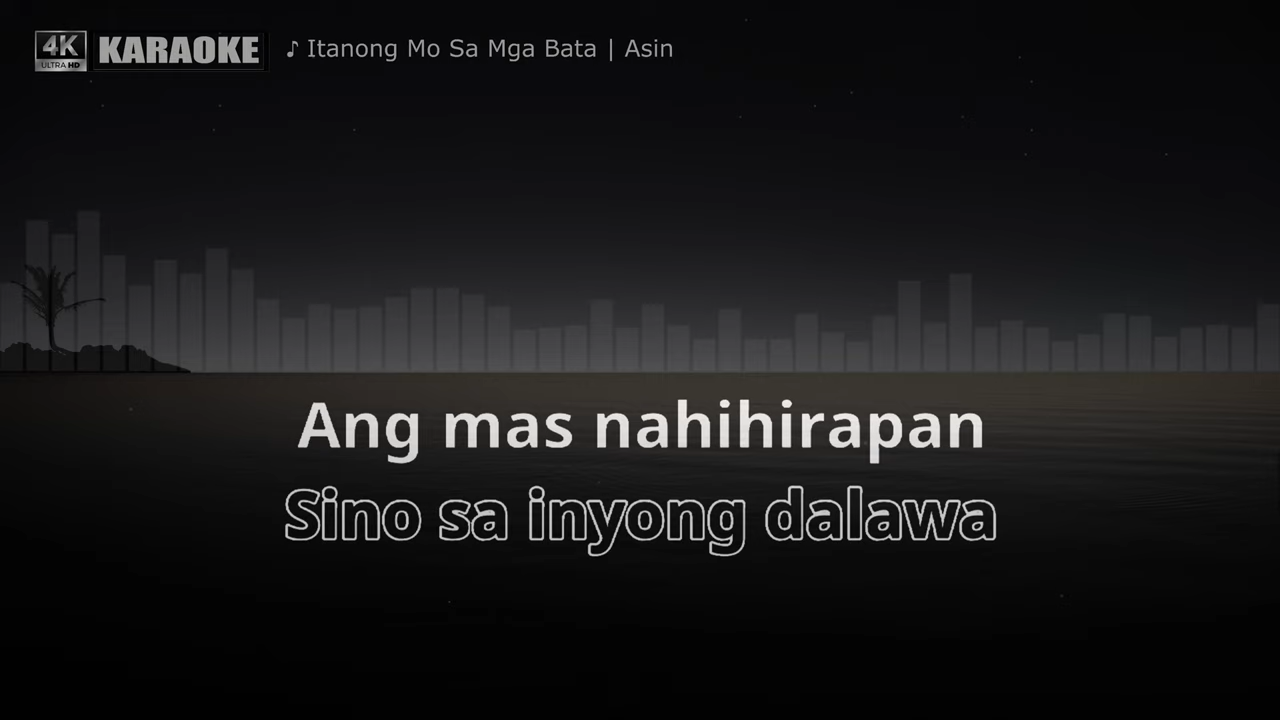 4K ULTRA HD KARAOKE ♪ Itanong Mo Sa Mga Bata | Asin
Ang mas nahihirapan
Sino sa inyong dalawa